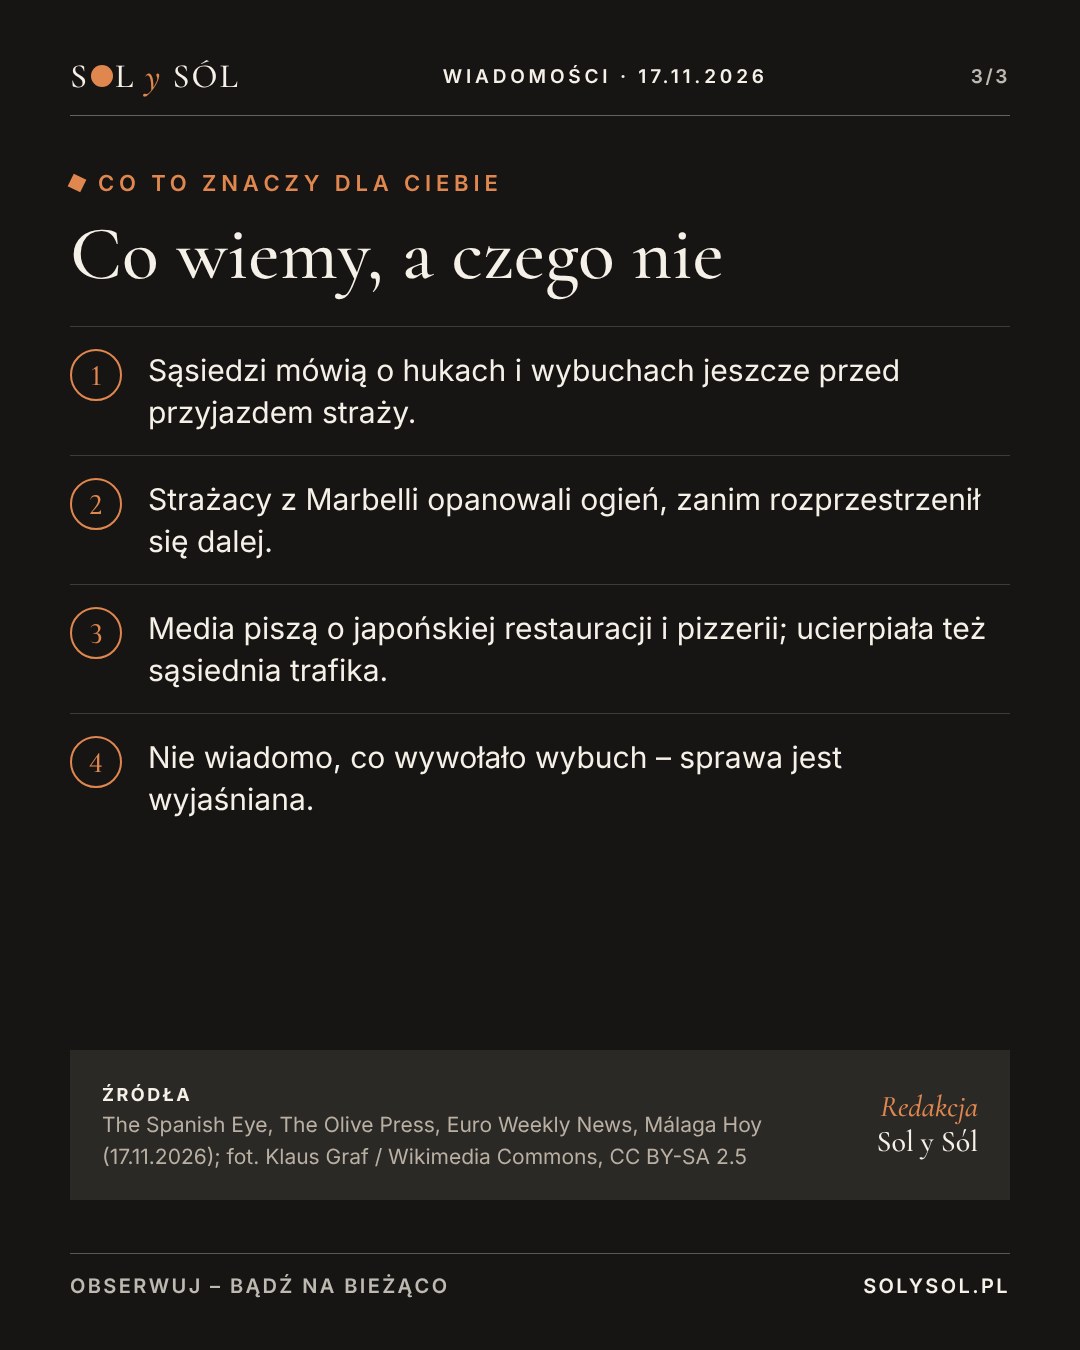 SOL y SÓL
WIADOMOŚCI · 17.11.2026
3/3
CO TO ZNACZY DLA CIEBIE
Co wiemy, a czego nie
1
Sąsiedzi mówią o hukach i wybuchach jeszcze przed
przyjazdem straży.
2
Strażacy z Marbelli opanowali ogień, zanim rozprzestrzenił
się dalej.
3
Media piszą o japońskiej restauracji i pizzerii; ucierpiała też
sąsiednia trafika.
4
Nie wiadomo, co wywołało wybuch – sprawa jest
wyjaśniana.
ŹRÓDŁA
The Spanish Eye, The Olive Press, Euro Weekly News, Málaga Hoy
(17.11.2026); fot. Klaus Graf / Wikimedia Commons, CC BY-SA 2.5
Redakcja
Sol y Sól
OBSERWUJ – BĄDŹ NA BIEŻĄCO
SOLYSOL.PL